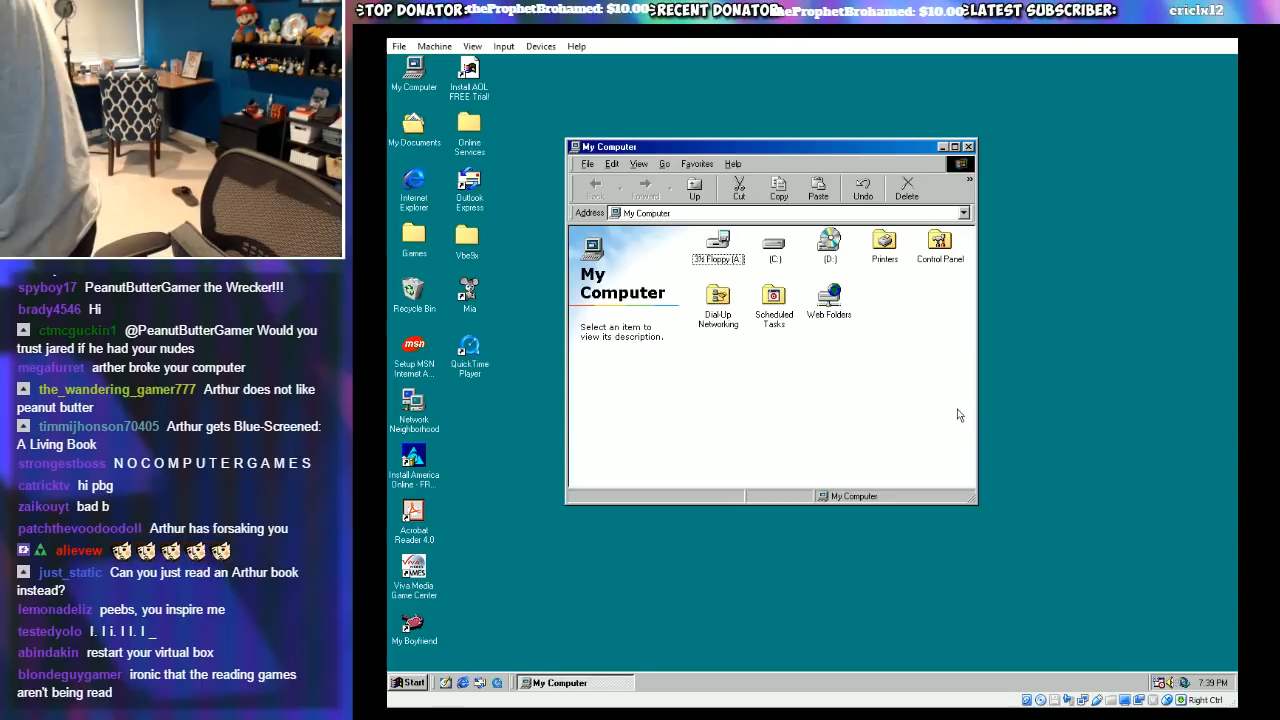 TOP DONATOR: theProphetBrohamed: $10.00 RECENT DONATOR theProphetBrohamed: $10.00 LATEST SUBSCRIBER: ericlx12
File Machine View Input Devices Help
My Computer
Install AOL
FREE Trial!
My Documents
Online
Services
Internet
Explorer
Outlook
Express
Games
Vbe9x
Recycle Bin
Mia
Setup MSN
Internet A...
QuickTime
Player
Network
Neighborhood
Install America
Online - FR...
Acrobat
Reader 4.0
Viva Media
Game Center
My Boyfriend
My Computer
File Edit View Go Favorites Help
Back Forward Up Cut Copy Paste Undo Delete »
Address My Computer
My
Computer
Select an item to
view its description.
3½ Floppy (A:) (C:) (D:) Printers Control Panel
Dial-Up
Networking
Scheduled
Tasks
Web Folders
My Computer
Start My Computer 7:39 PM
Right Ctrl
spyboy17 PeanutButterGamer the Wrecker!!!
brady4546 Hi
ctmcguckin1 @PeanutButterGamer Would you
trust jared if he had your nudes
megafurret arther broke your computer
the_wandering_gamer777 Arthur does not like
peanut butter
timmijhonson70405 Arthur gets Blue-Screened:
A Living Book
strongestboss N O C O M P U T E R G A M E S
catricktv hi pbg
zaikouyt bad b
patchthevoodoodoll Arthur has forsaking you
alievew
just_static Can you just read an Arthur book
instead?
lemonadeliz peebs, you inspire me
testedyolo I. I i. I I. I _
abindakin restart your virtual box
blondeguygamer ironic that the reading games
aren't being read